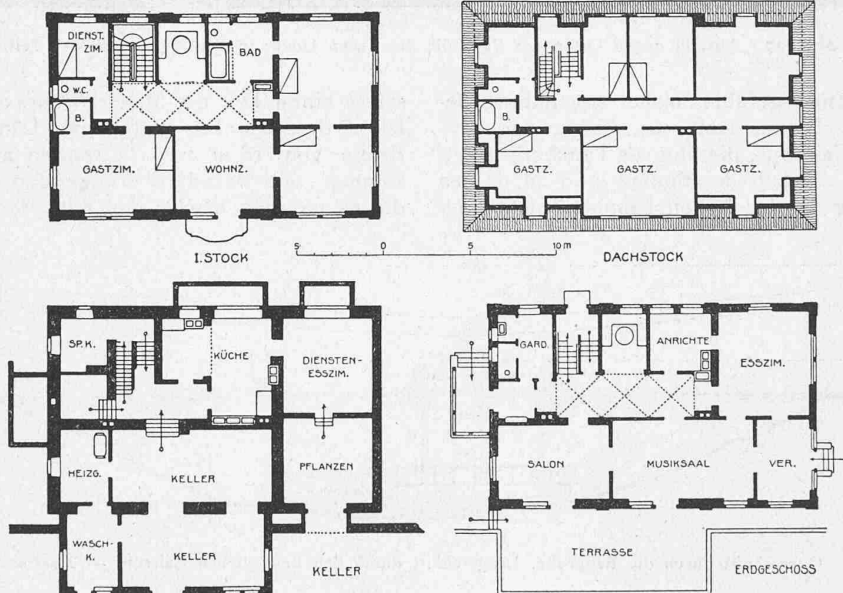 DIENST.
ZIM.
BAD
W.C.
B.
GASTZIM.
WOHNZ.
I.STOCK
B.
GASTZ.
GASTZ.
GASTZ.
DACHSTOCK
5 0 5 10 m
SP.K.
KÜCHE
DIENSTEN-
ESSZIM.
HEIZG.
KELLER
PFLANZEN
WASCH-
K.
KELLER
KELLER
GARD.
ANRICHTE
ESSZIM.
SALON
MUSIKSAAL
VER.
TERRASSE
ERDGESCHOSS